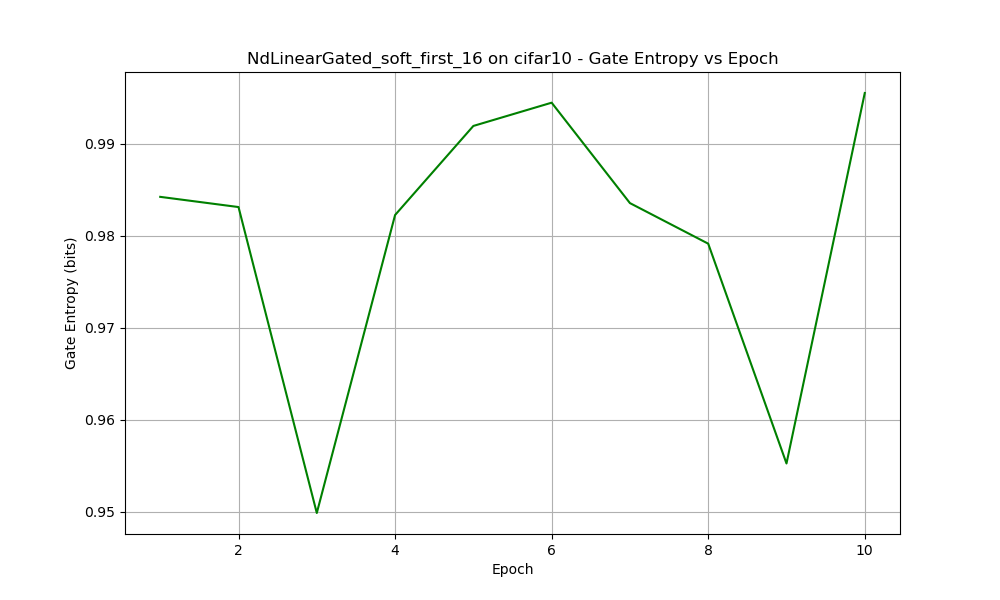 NdLinearGated_soft_first_16 on cifar10 - Gate Entropy vs Epoch
Gate Entropy (bits)
0.99
0.98
0.97
0.96
0.95
2 4 6 8 10
Epoch